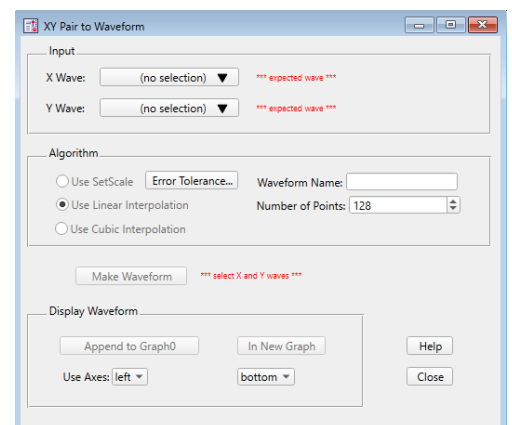 XY Pair to Waveform
Input
X Wave: (no selection) ▼ *** expected wave ***
Y Wave: (no selection) ▼ *** expected wave ***
Algorithm
Use SetScale Error Tolerance... Waveform Name:
Use Linear Interpolation Number of Points: 128
Use Cubic Interpolation
Make Waveform *** select X and Y waves ***
Display Waveform
Append to Graph0 In New Graph Help
Use Axes: left bottom Close